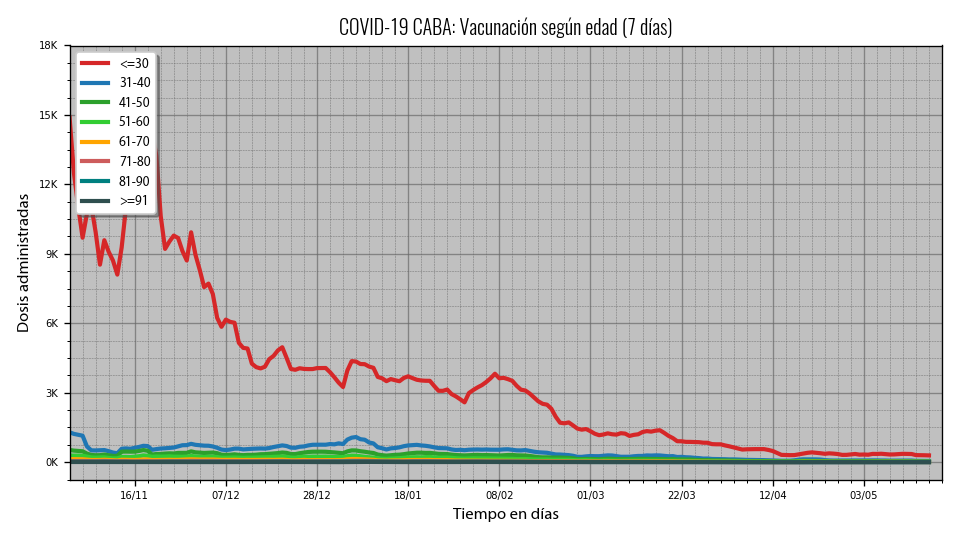 COVID-19 CABA: Vacunación según edad (7 días)
18K
15K
12K
9K
6K
3K
0K
Dosis administradas
<=30
31-40
41-50
51-60
61-70
71-80
81-90
>=91
16/11 07/12 28/12 18/01 08/02 01/03 22/03 12/04 03/05
Tiempo en días